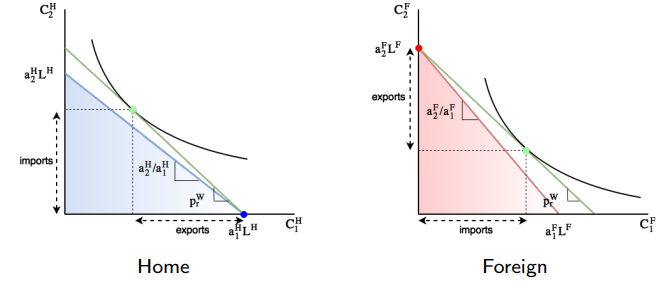 C₂ᴴ
a₂ᴴLᴴ
imports
a₂ᴴ/a₁ᴴ
pᵣᵂ
exports
a₁ᴴLᴴ
C₁ᴴ
Home
C₂ꟳ
a₂ꟳLꟳ
exports
a₂ꟳ/a₁ꟳ
pᵣᵂ
imports
a₁ꟳLꟳ
C₁ꟳ
Foreign